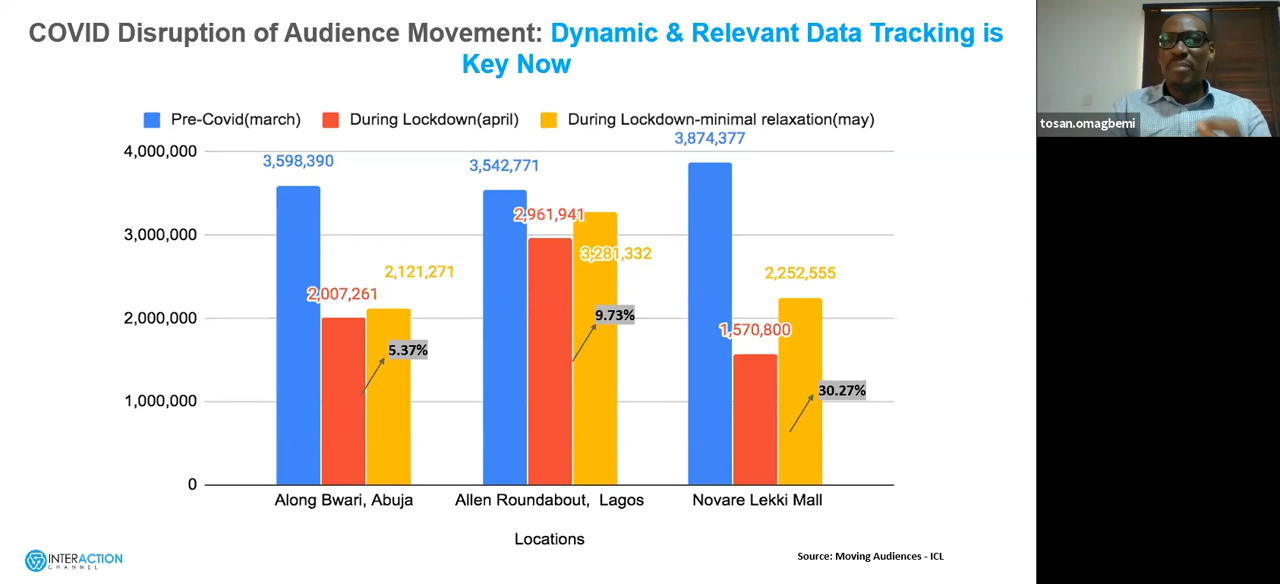 COVID Disruption of Audience Movement: Dynamic & Relevant Data Tracking is
Key Now
tosan.omagbemi
Pre-Covid(march) During Lockdown(april) During Lockdown-minimal relaxation(may)
4,000,000
3,000,000
2,000,000
1,000,000
0
3,598,390
2,007,261
2,121,271
5.37%
3,542,771
2,961,941
3,281,332
9.73%
3,874,377
1,570,800
2,252,555
30.27%
Along Bwari, Abuja Allen Roundabout, Lagos Novare Lekki Mall
Locations
INTERACTION
CHANNEL
Source: Moving Audiences - ICL